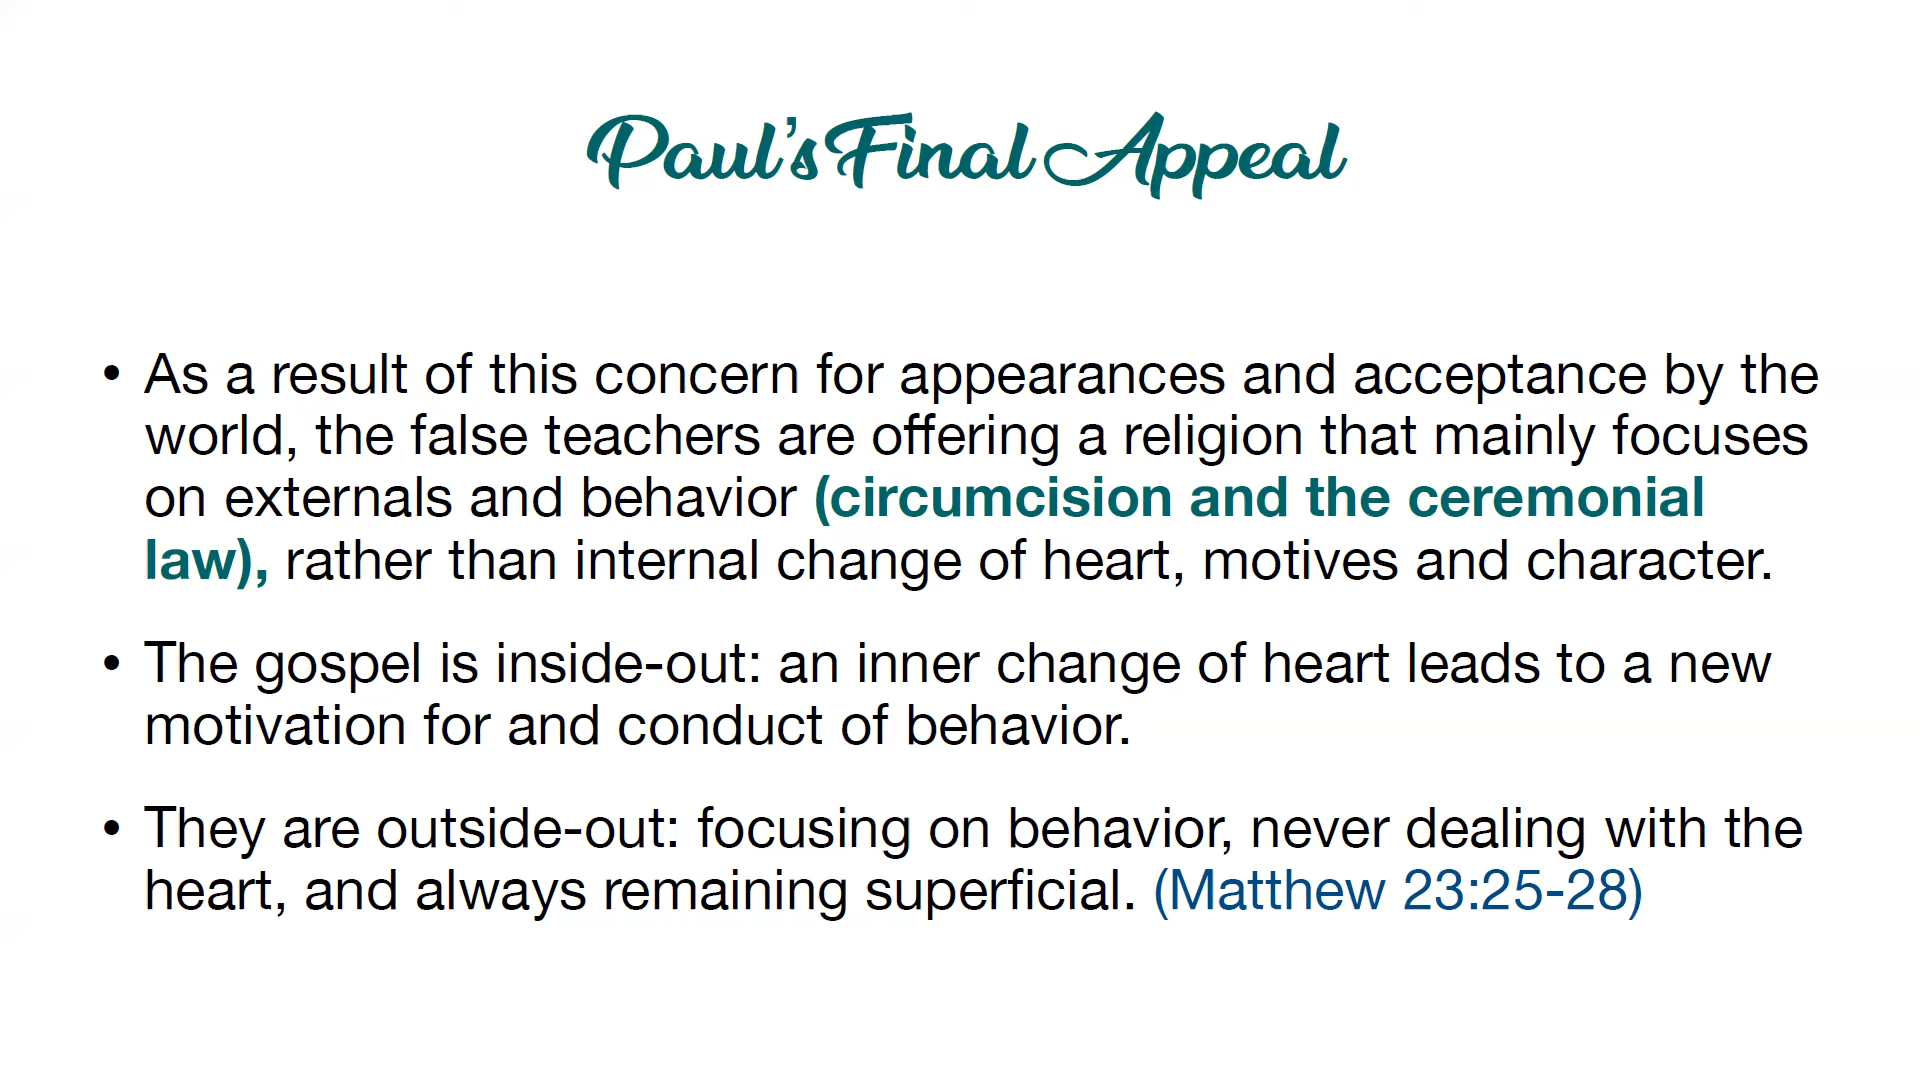 Paul's Final Appeal
• As a result of this concern for appearances and acceptance by the
world, the false teachers are offering a religion that mainly focuses
on externals and behavior (circumcision and the ceremonial
law), rather than internal change of heart, motives and character.
• The gospel is inside-out: an inner change of heart leads to a new
motivation for and conduct of behavior.
• They are outside-out: focusing on behavior, never dealing with the
heart, and always remaining superficial. (Matthew 23:25-28)